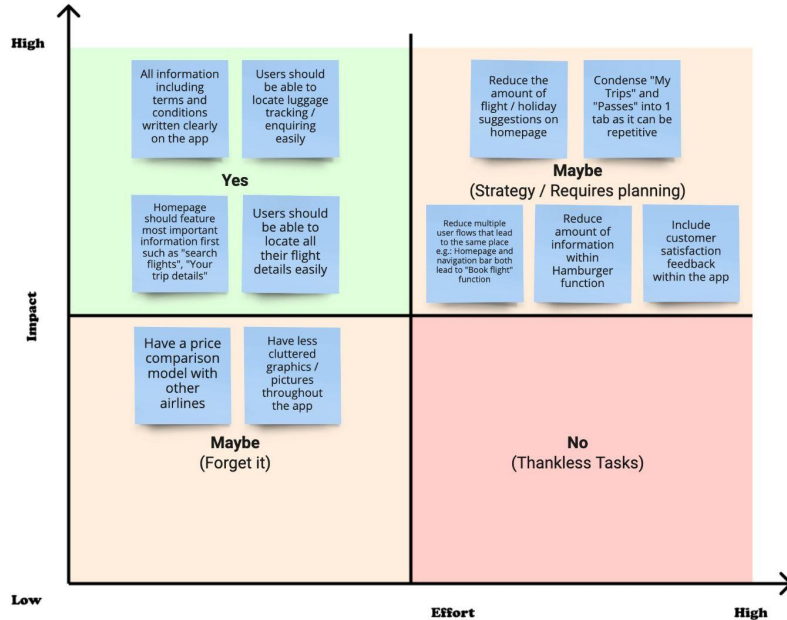 High
All information
including
terms and
conditions
written clearly
on the app
Users should
be able to
locate luggage
tracking /
enquiring
easily
Yes
Homepage
should feature
most important
information first
such as "search
flights", "Your
trip details"
Users should
be able to
locate all
their flight
details easily
Reduce the
amount of
flight / holiday
suggestions on
homepage
Condense "My
Trips" and
"Passes" into 1
tab as it can be
repetitive
Maybe
(Strategy / Requires planning)
Reduce multiple
user flows that lead
to the same place
e.g.: Homepage and
navigation bar both
lead to "Book flight"
function
Reduce
amount of
information
within
Hamburger
function
Include
customer
satisfaction
feedback
within the app
Impact
Have a price
comparison
model with
other
airlines
Have less
cluttered
graphics /
pictures
throughout
the app
Maybe
(Forget it)
No
(Thankless Tasks)
Low
Effort
High